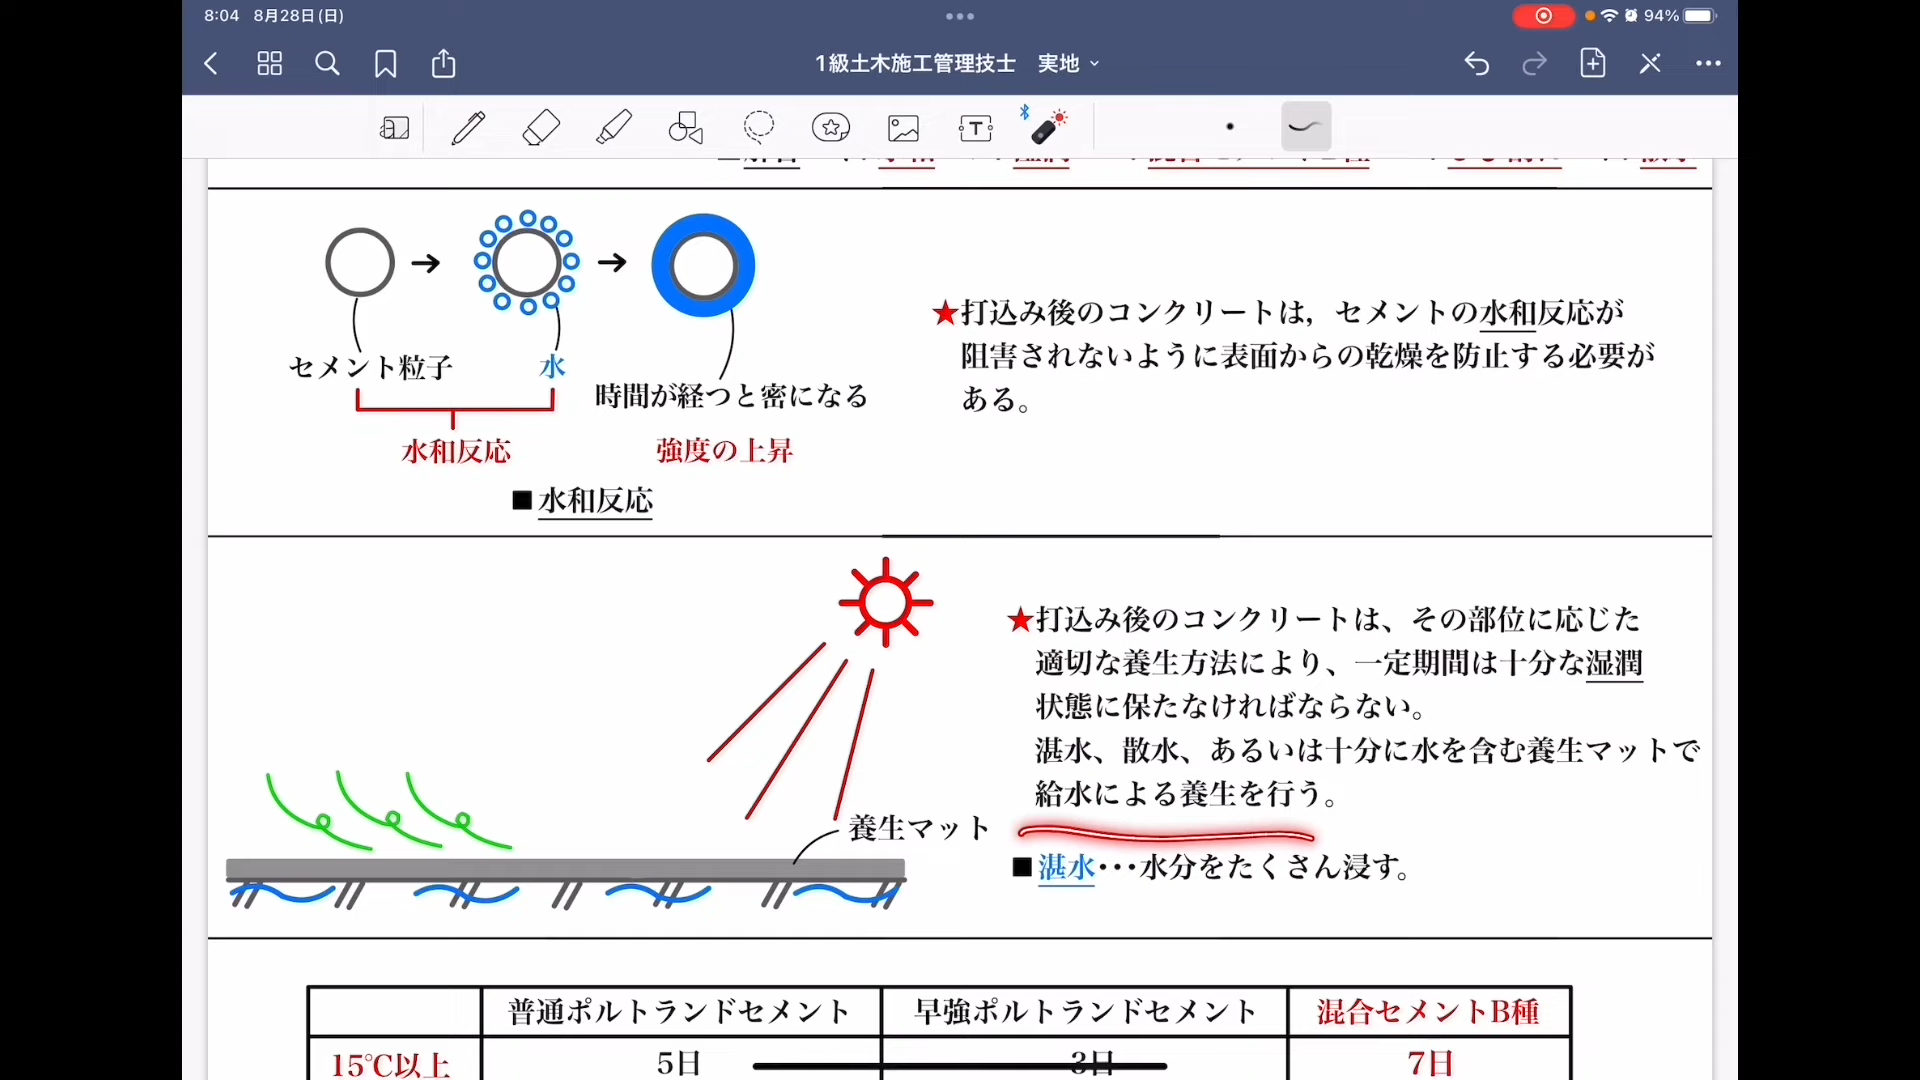 8:04 8月28日(日)
94%
1級土木施工管理技士 実地
T
セメント粒子
水
時間が経つと密になる
水和反応
強度の上昇
■水和反応
★打込み後のコンクリートは，セメントの水和反応が
阻害されないように表面からの乾燥を防止する必要が
ある。
★打込み後のコンクリートは、その部位に応じた
適切な養生方法により、一定期間は十分な湿潤
状態に保たなければならない。
湛水、散水、あるいは十分に水を含む養生マットで
給水による養生を行う。
養生マット
■湛水･･･水分をたくさん浸す。
普通ポルトランドセメント 早強ポルトランドセメント 混合セメントB種
15℃以上 5日 3日 7日